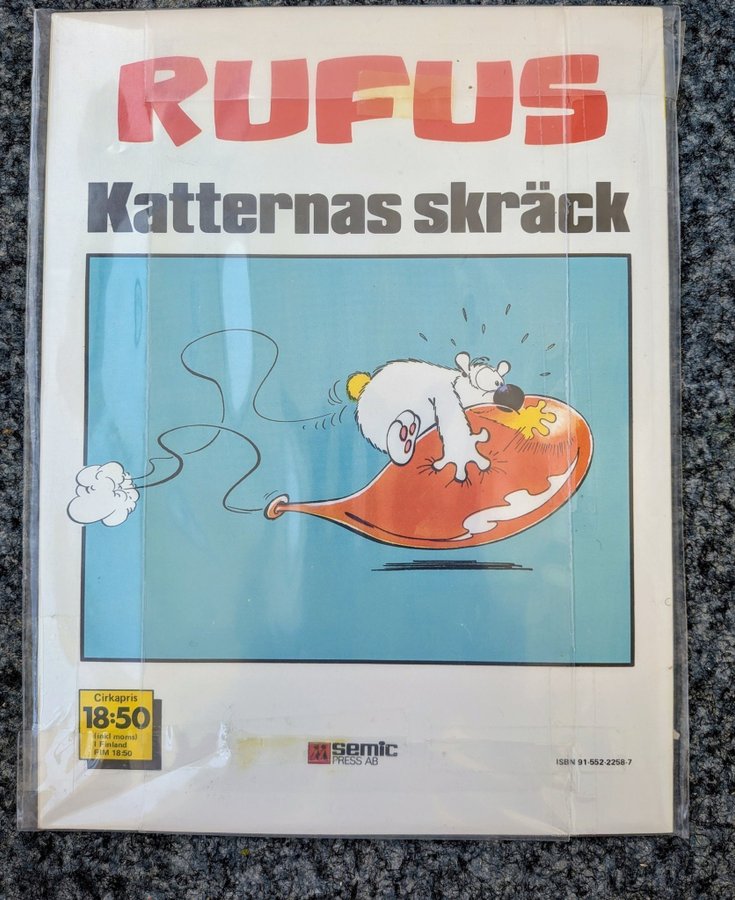 RUFUS
Katternas skräck
Cirkapris
18:50
(inkl moms)
I Finland
FIM 18:50
semic
PRESS AB
ISBN 91-552-2258-7